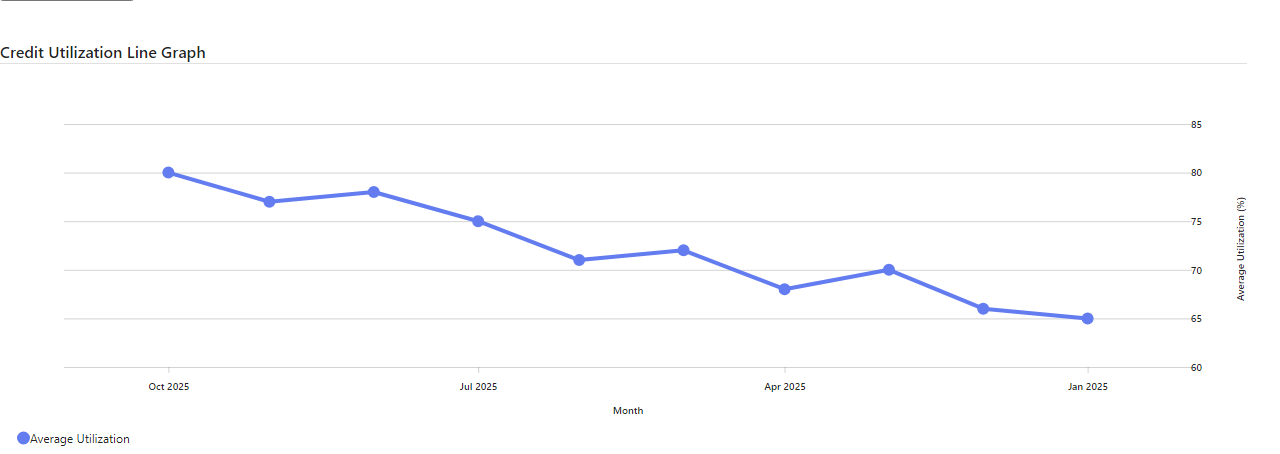 Credit Utilization Line Graph
85
80
75
70
65
60
Average Utilization (%)
Oct 2025 Jul 2025 Apr 2025 Jan 2025
Month
Average Utilization